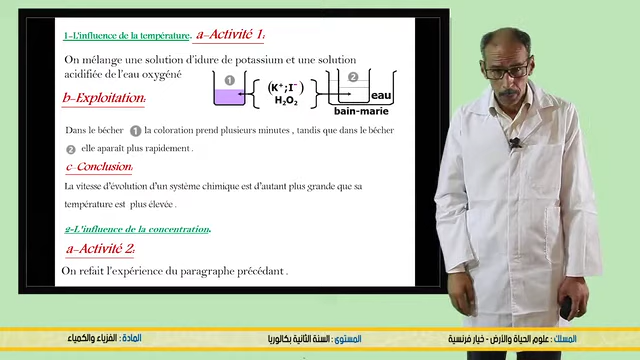 1-L'influence de la température. a-Activité 1:
On mélange une solution d'idure de potassium et une solution
acidifiée de l'eau oxygéné
1
(K⁺;I⁻)
H₂O₂
2
eau
bain-marie
b-Exploitation:
Dans le bécher 1 la coloration prend plusieurs minutes , tandis que dans le bécher
2 elle aparaît plus rapidement .
c-Conclusion:
La vitesse d'évolution d'un système chimique est d'autant plus grande que sa
température est plus élevée .
2-L'influence de la concentration.
a-Activité 2:
On refait l'expérience du paragraphe précédant .
المسلك : علوم الحياة والأرض - خيار فرنسية
المستوى : السنة الثانية بكالوريا
المادة : الفزياء والكمياء